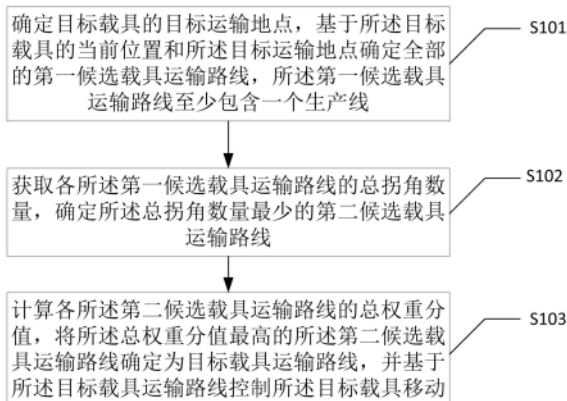 确定目标载具的目标运输地点，基于所述目标
载具的当前位置和所述目标运输地点确定全部
的第一候选载具运输路线，所述第一候选载具
运输路线至少包含一个生产线
S101
获取各所述第一候选载具运输路线的总拐角数
量，确定所述总拐角数量最少的第二候选载具
运输路线
S102
计算各所述第二候选载具运输路线的总权重分
值，将所述总权重分值最高的所述第二候选载
具运输路线确定为目标载具运输路线，并基于
所述目标载具运输路线控制所述目标载具移动
S103